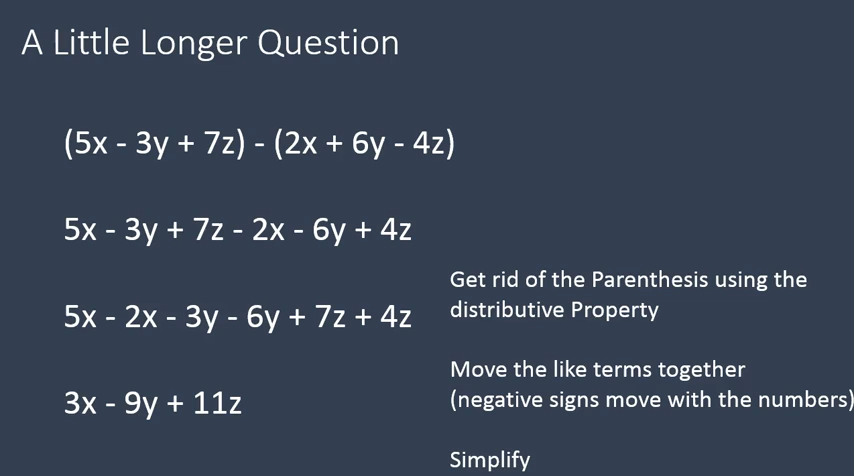 A Little Longer Question
(5x - 3y + 7z) - (2x + 6y - 4z)
5x - 3y + 7z - 2x - 6y + 4z
5x - 2x - 3y - 6y + 7z + 4z
3x - 9y + 11z
Get rid of the Parenthesis using the
distributive Property
Move the like terms together
(negative signs move with the numbers)
Simplify